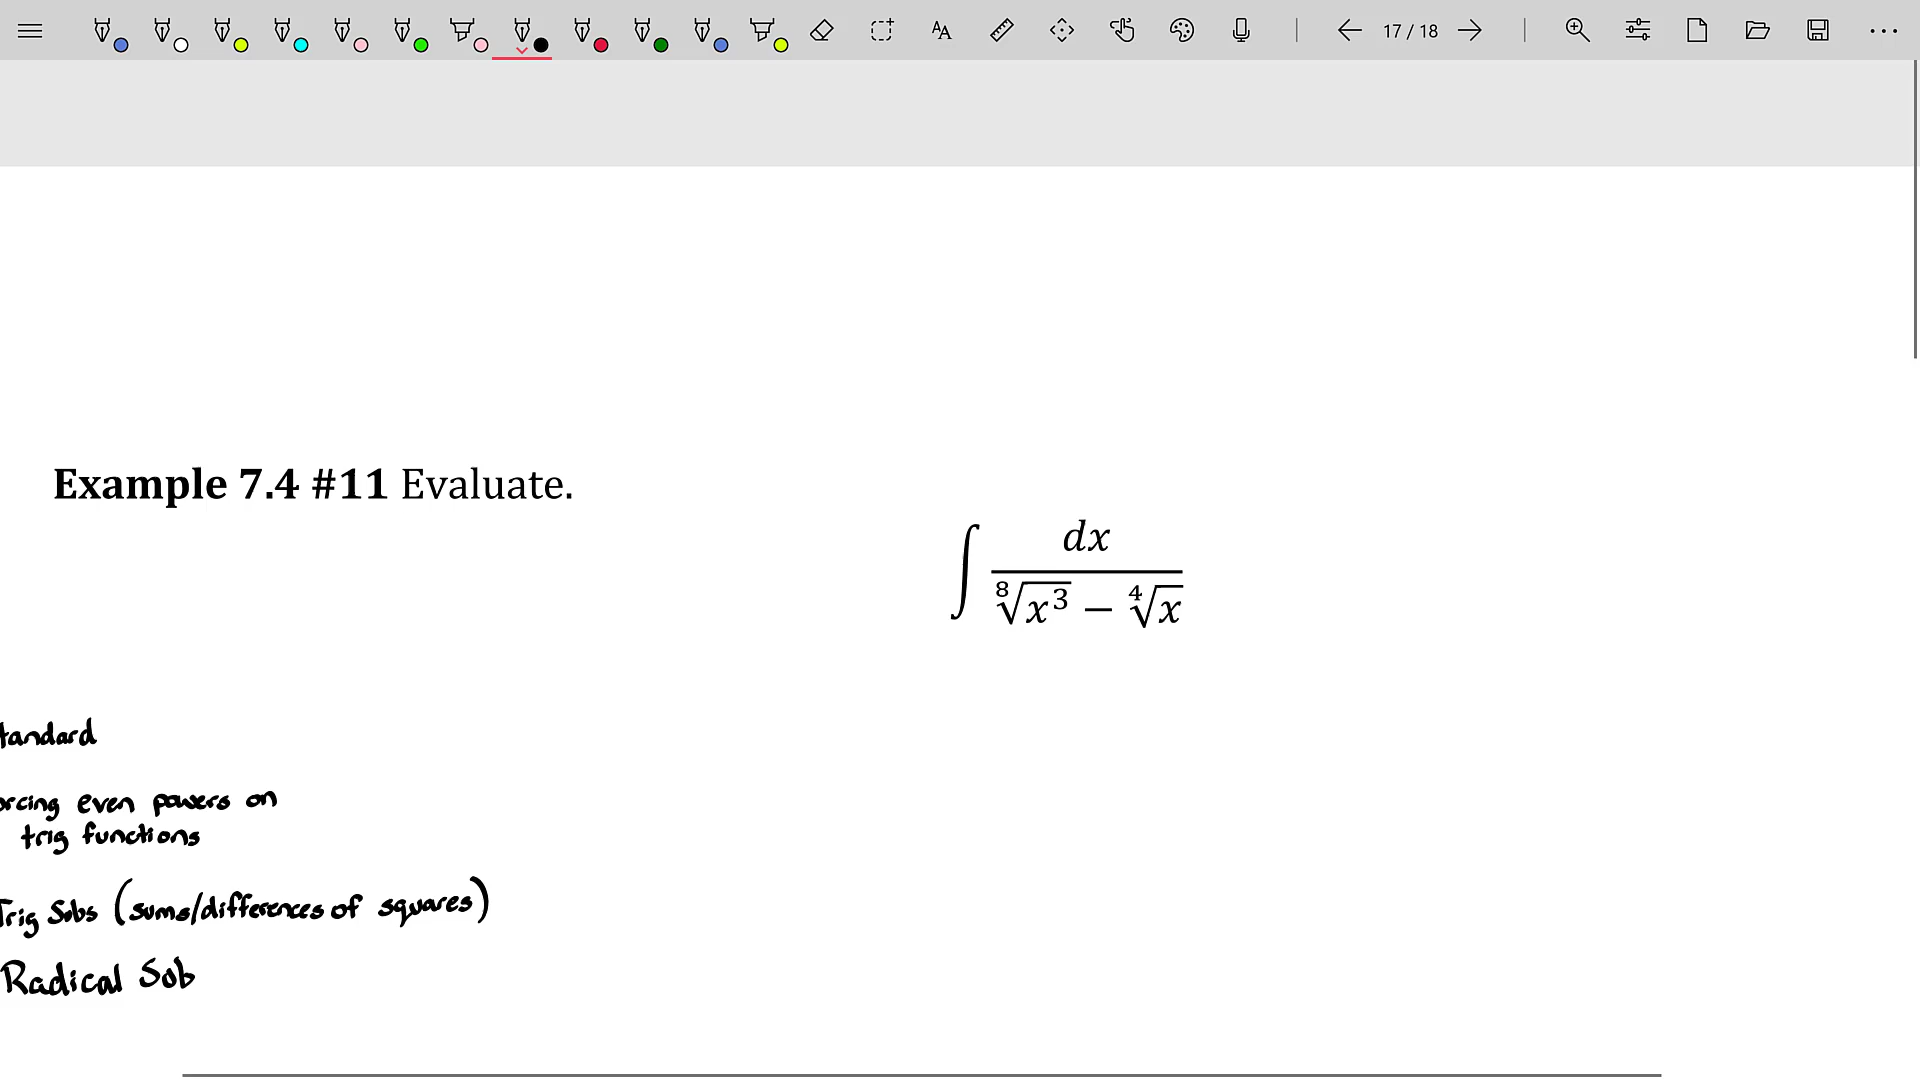 17 / 18
Example 7.4 #11 Evaluate.
∫ dx / (⁸√x³ − ⁴√x)
tandard
orcing even powers on
trig functions
Trig Subs (sums/differences of squares)
Radical Sub